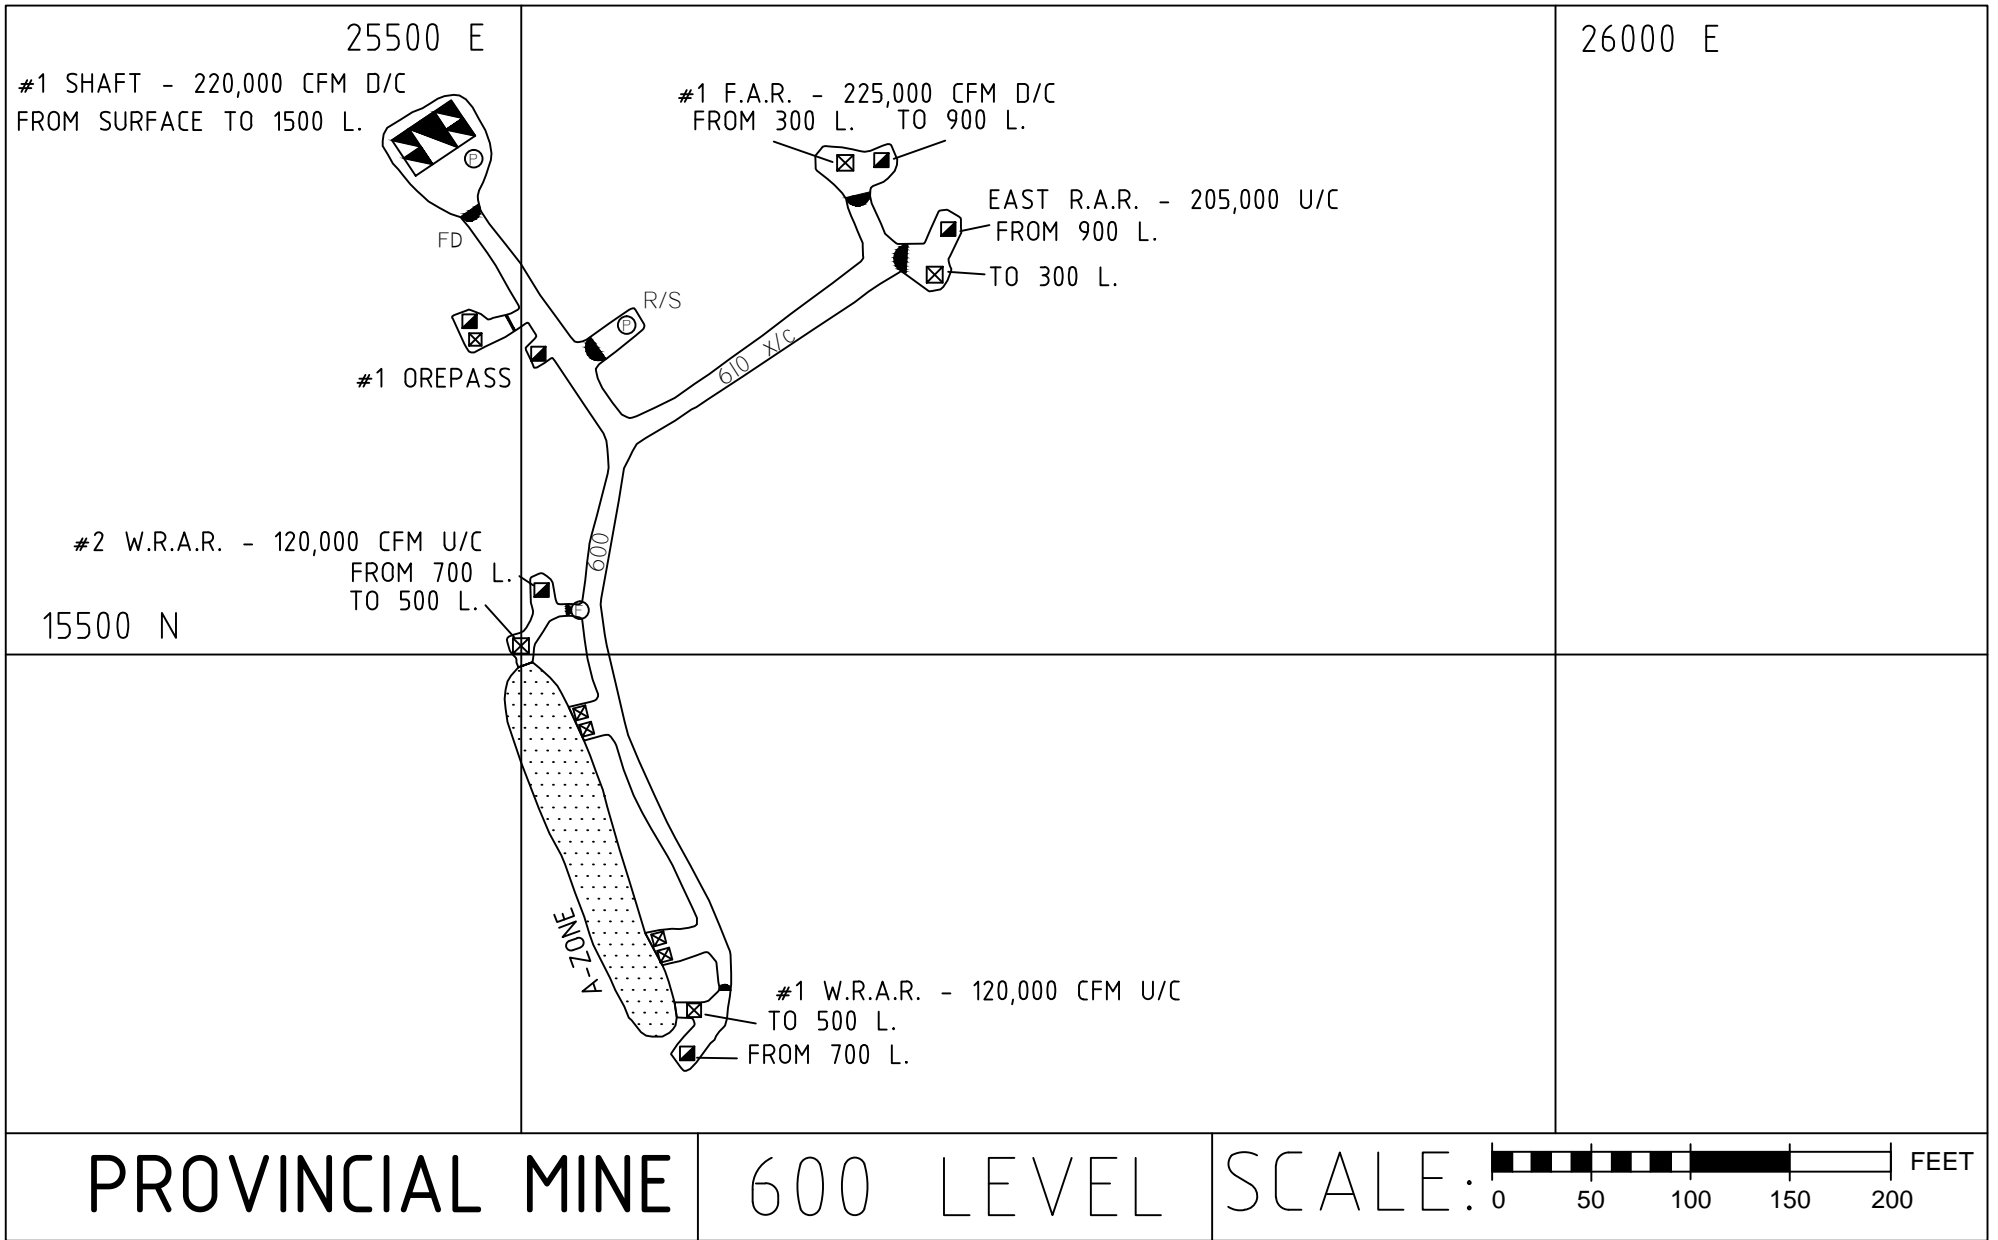 25500 E
26000 E
#1 SHAFT - 220,000 CFM D/C
FROM SURFACE TO 1500 L.
P
FD
#1 F.A.R. - 225,000 CFM D/C
FROM 300 L.
TO 900 L.
EAST R.A.R. - 205,000 U/C
FROM 900 L.
TO 300 L.
R/S
P
610 X/C
#1 OREPASS
#2 W.R.A.R. - 120,000 CFM U/C
FROM 700 L.
TO 500 L.
600
F
15500 N
A-ZONE
#1 W.R.A.R. - 120,000 CFM U/C
TO 500 L.
FROM 700 L.
PROVINCIAL MINE
600 LEVEL
SCALE:
0 50 100 150 200
FEET